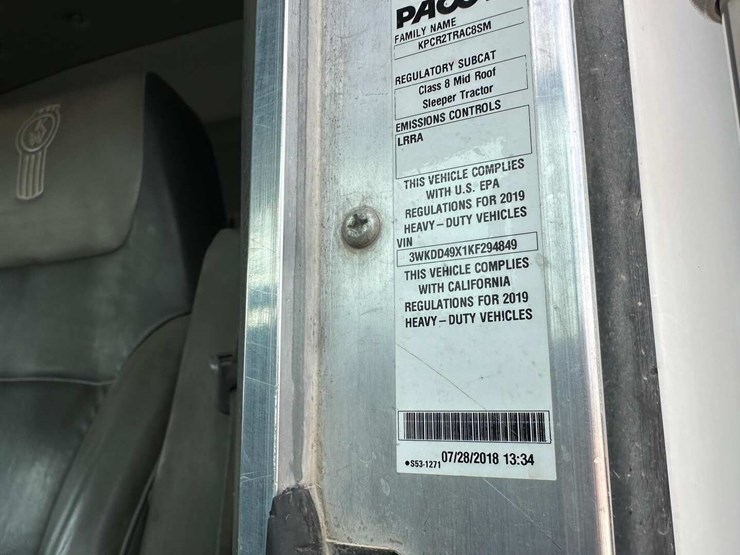 PACC
FAMILY NAME
KPCR2TRAC8SM
REGULATORY SUBCAT
Class 8 Mid Roof
Sleeper Tractor
EMISSIONS CONTROLS
LRRA
THIS VEHICLE COMPLIES
WITH U.S. EPA
REGULATIONS FOR 2019
HEAVY-DUTY VEHICLES
VIN
3WKDD49X1KF294849
THIS VEHICLE COMPLIES
WITH CALIFORNIA
REGULATIONS FOR 2019
HEAVY-DUTY VEHICLES
•S53-1271 07/28/2018 13:34